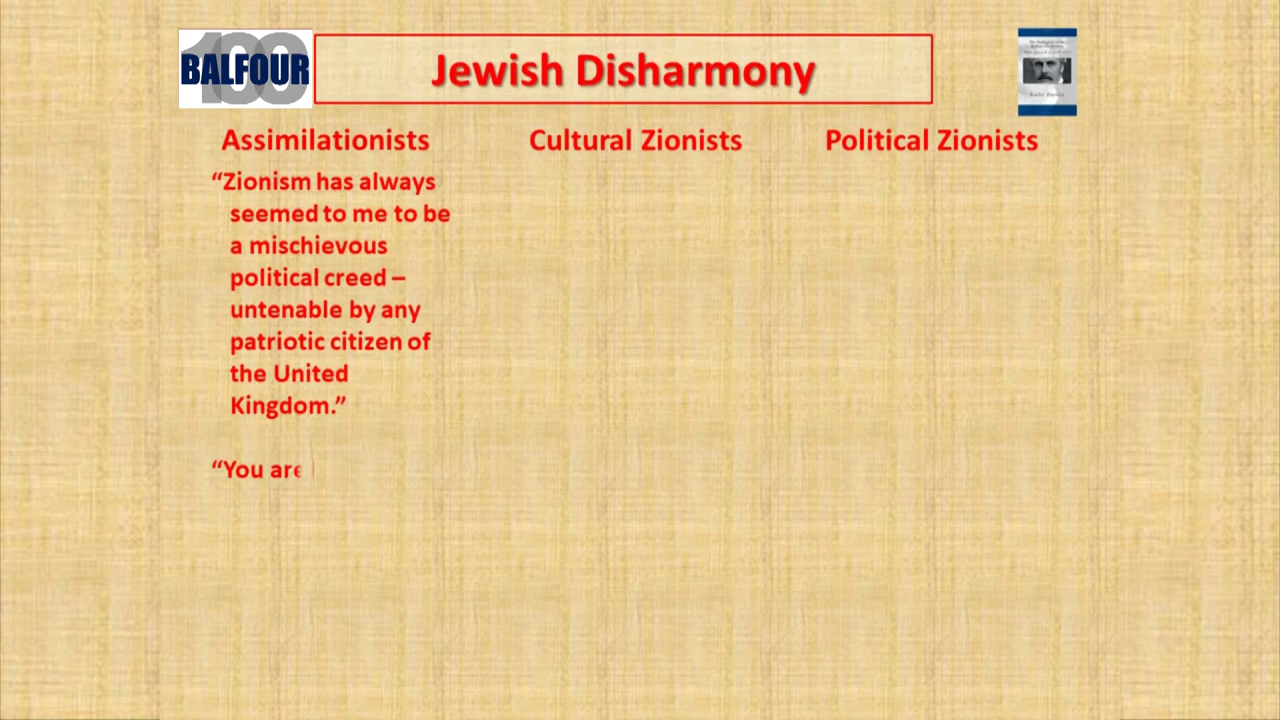 BALFOUR 100
Jewish Disharmony
Assimilationists
Cultural Zionists
Political Zionists
“Zionism has always
seemed to me to be
a mischievous
political creed –
untenable by any
patriotic citizen of
the United
Kingdom.”
“You are